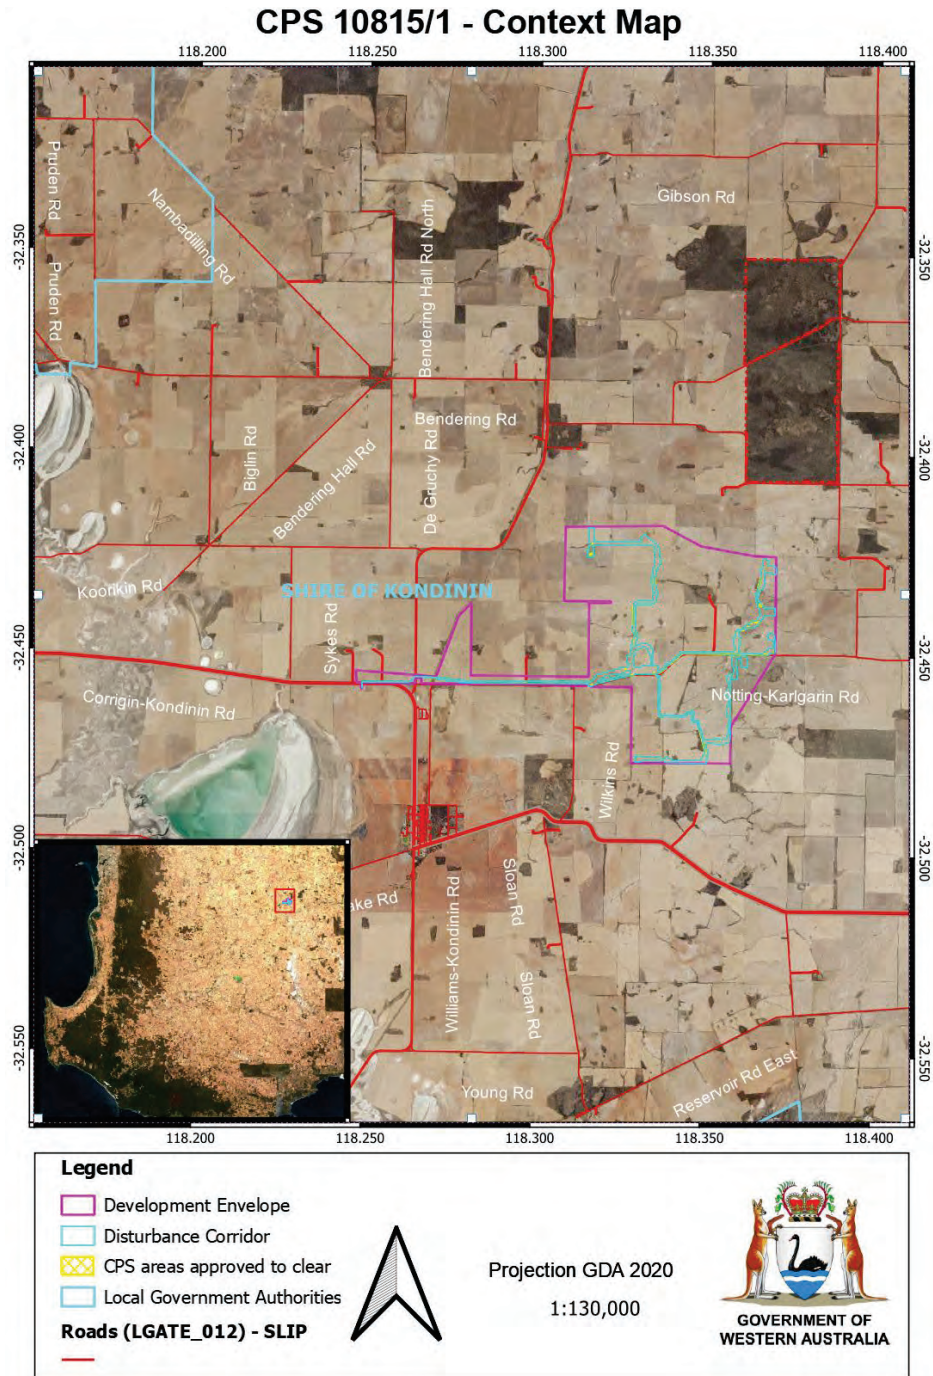 CPS 10815/1 - Context Map
118.200 118.250 118.300 118.350 118.400
Pruden Rd
Nambadilling Rd
Gibson Rd
Bendering Hall Rd North
-32.350
-32.350
Pruden Rd
Bendering Rd
-32.400
-32.400
Biglin Rd
Bendering Hall Rd
De Gruchy Rd
Koorikin Rd
SHIRE OF KONDININ
Sykes Rd
-32.450
-32.450
Corrigin-Kondinin Rd
Notting-Karlgarin Rd
Wilkins Rd
-32.500
-32.500
ake Rd
Sloan Rd
Williams-Kondinin Rd
Sloan Rd
-32.550
-32.550
Young Rd
Reservoir Rd East
118.200 118.250 118.300 118.350 118.400
Legend
Development Envelope
Disturbance Corridor
CPS areas approved to clear
Local Government Authorities
Roads (LGATE_012) - SLIP
Projection GDA 2020
1:130,000
GOVERNMENT OF
WESTERN AUSTRALIA